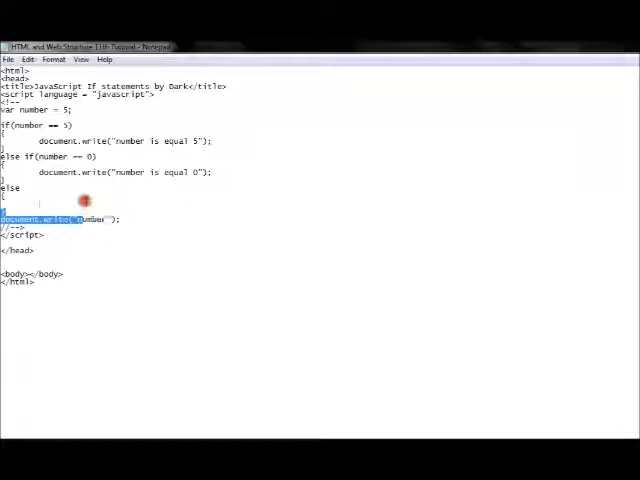 HTML and Web Structure 11th Tutorial - Notepad
File Edit Format View Help
<html>
<head>
<title>JavaScript If statements by Dark</title>
<script language = "javascript">
<!--
var number = 5;
if(number == 5)
{
document.write("number is equal 5");
}
else if(number == 0)
{
document.write("number is equal 0");
}
else
{
}
document.write("number"");
//-->
</script>
</head>
<body></body>
</html>